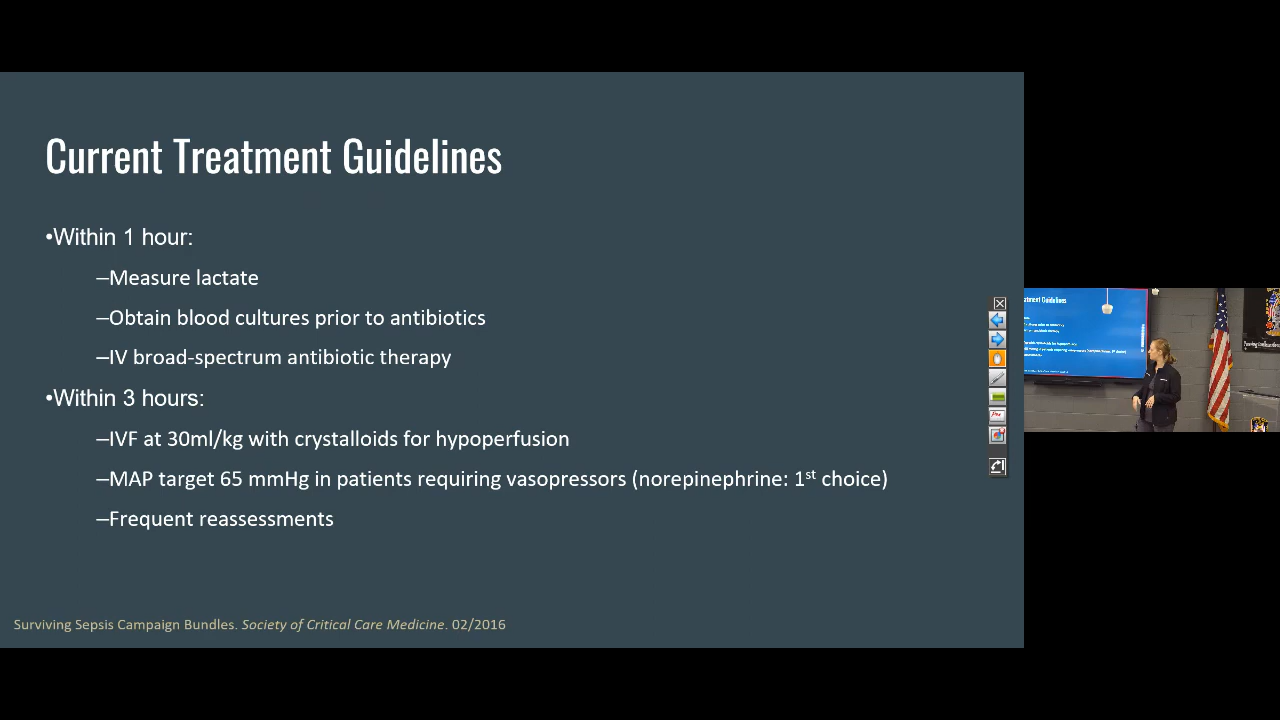 Current Treatment Guidelines
•Within 1 hour:
–Measure lactate
–Obtain blood cultures prior to antibiotics
–IV broad-spectrum antibiotic therapy
•Within 3 hours:
–IVF at 30ml/kg with crystalloids for hypoperfusion
–MAP target 65 mmHg in patients requiring vasopressors (norepinephrine: 1st choice)
–Frequent reassessments
Surviving Sepsis Campaign Bundles. Society of Critical Care Medicine. 02/2016
Guidelines